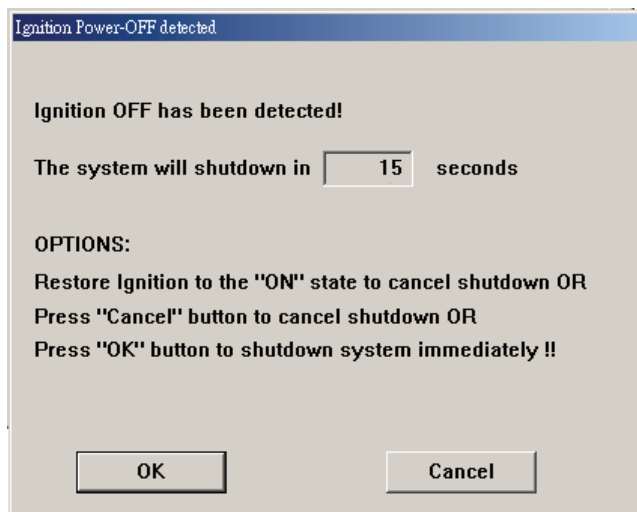 Ignition Power-OFF detected
Ignition OFF has been detected!
The system will shutdown in 15 seconds
OPTIONS:
Restore Ignition to the "ON" state to cancel shutdown OR
Press "Cancel" button to cancel shutdown OR
Press "OK" button to shutdown system immediately !!
OK Cancel